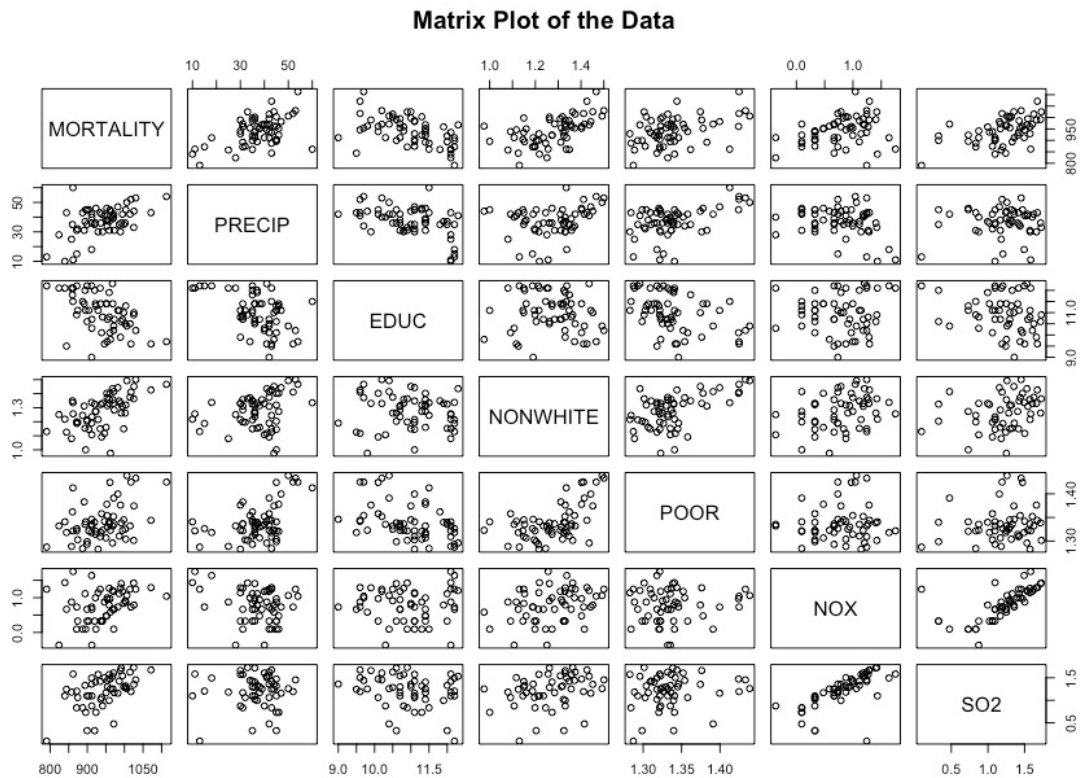 Matrix Plot of the Data
10 30 50 1.0 1.2 1.4 0.0 1.0
MORTALITY 800 950
10 30 50 PRECIP
EDUC 9.0 11.0
1.0 1.3 NONWHITE
POOR 1.30 1.40
0.0 1.0 NOX
SO2 0.5 1.5
800 900 1050 9.0 10.0 11.5 1.30 1.35 1.40 0.5 1.0 1.5